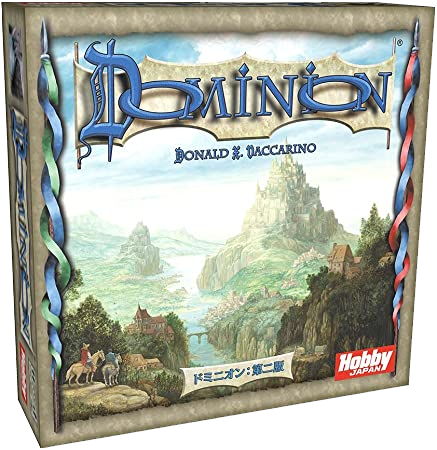 DOMINION®
DONALD X. VACCARINO
ドミニオン：第二版
Hobby
JAPAN